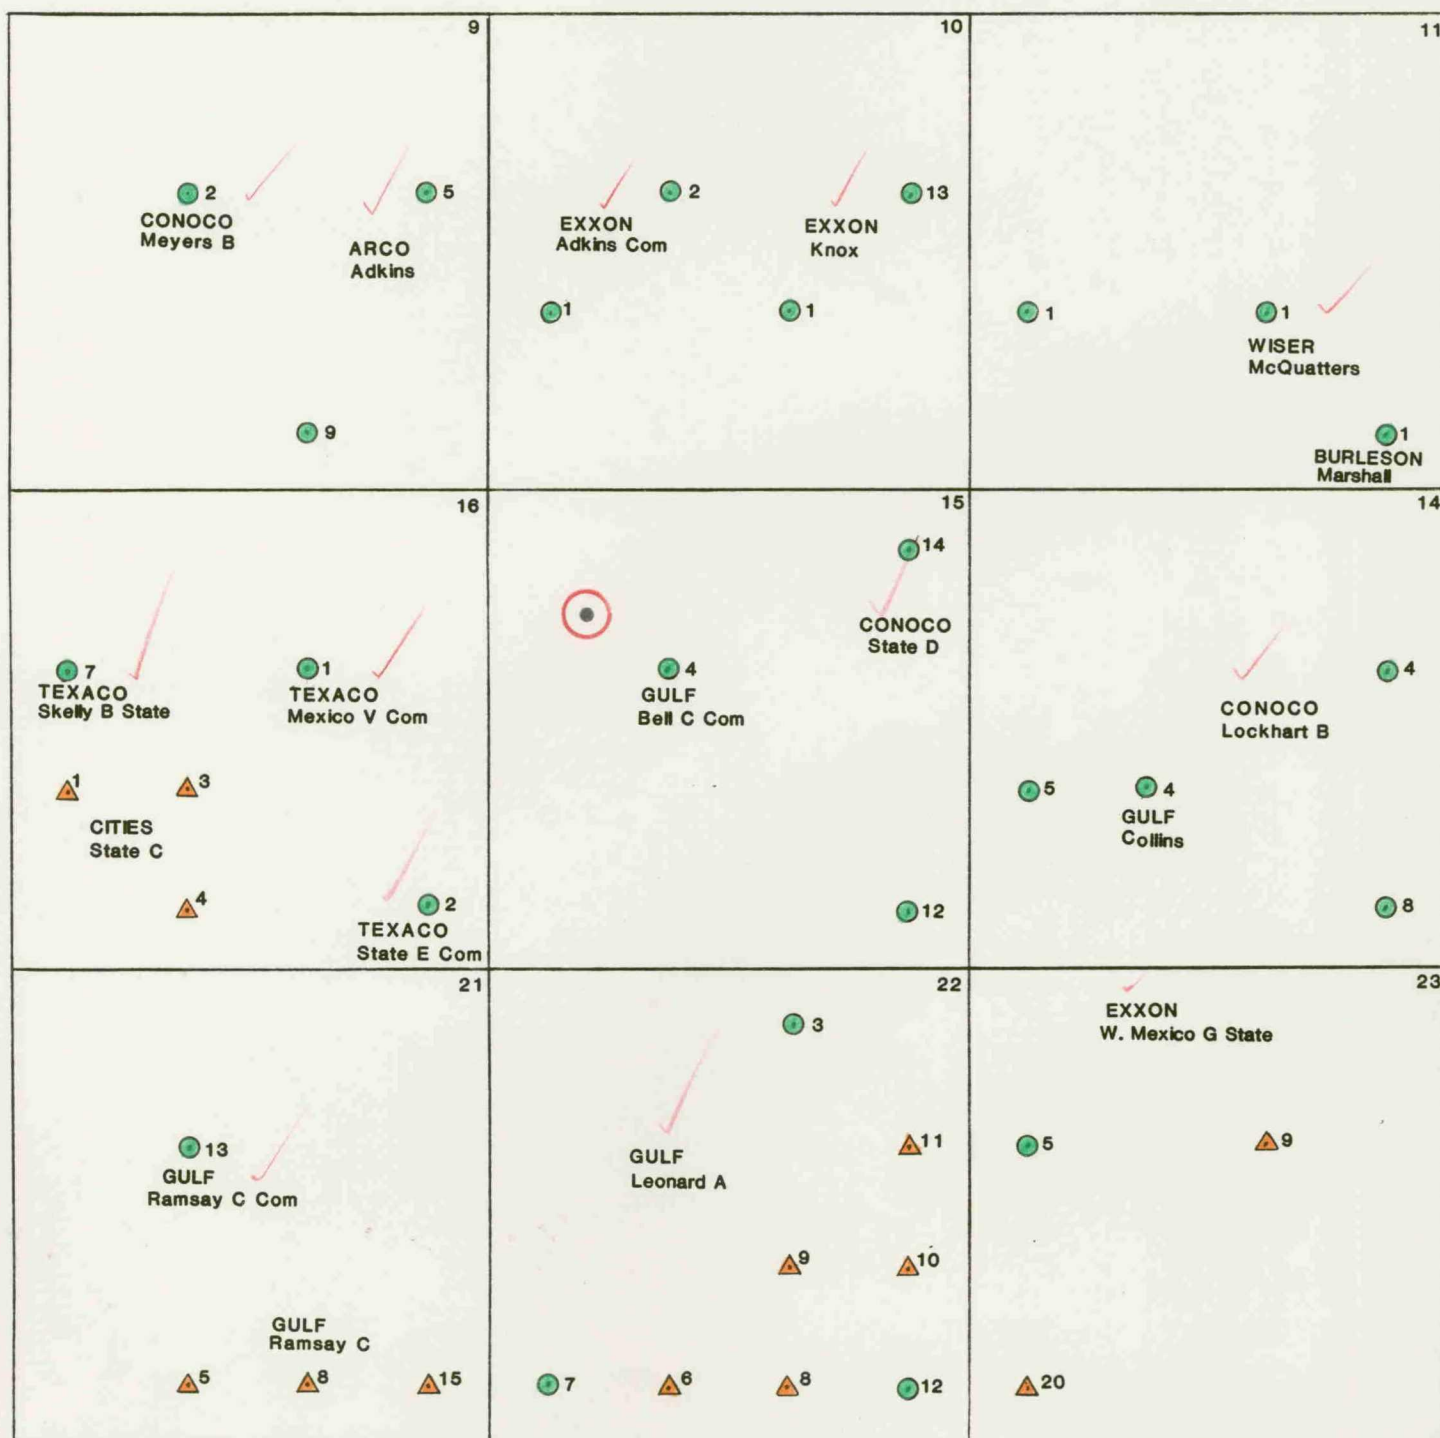 9
2
CONOCO
Meyers B
5
ARCO
Adkins
9
10
2
EXXON
Adkins Com
13
EXXON
Knox
1
1
11
1
1
WISER
McQuatters
1
BURLESON
Marshall
16
7
TEXACO
Skelly B State
1
TEXACO
Mexico V Com
1
3
CITIES
State C
4
2
TEXACO
State E Com
15
14
CONOCO
State D
4
GULF
Bell C Com
12
14
4
CONOCO
Lockhart B
5
4
GULF
Collins
8
21
13
GULF
Ramsay C Com
GULF
Ramsay C
5
8
15
22
3
GULF
Leonard A
11
9
10
7
6
8
12
23
EXXON
W. Mexico G State
5
9
20